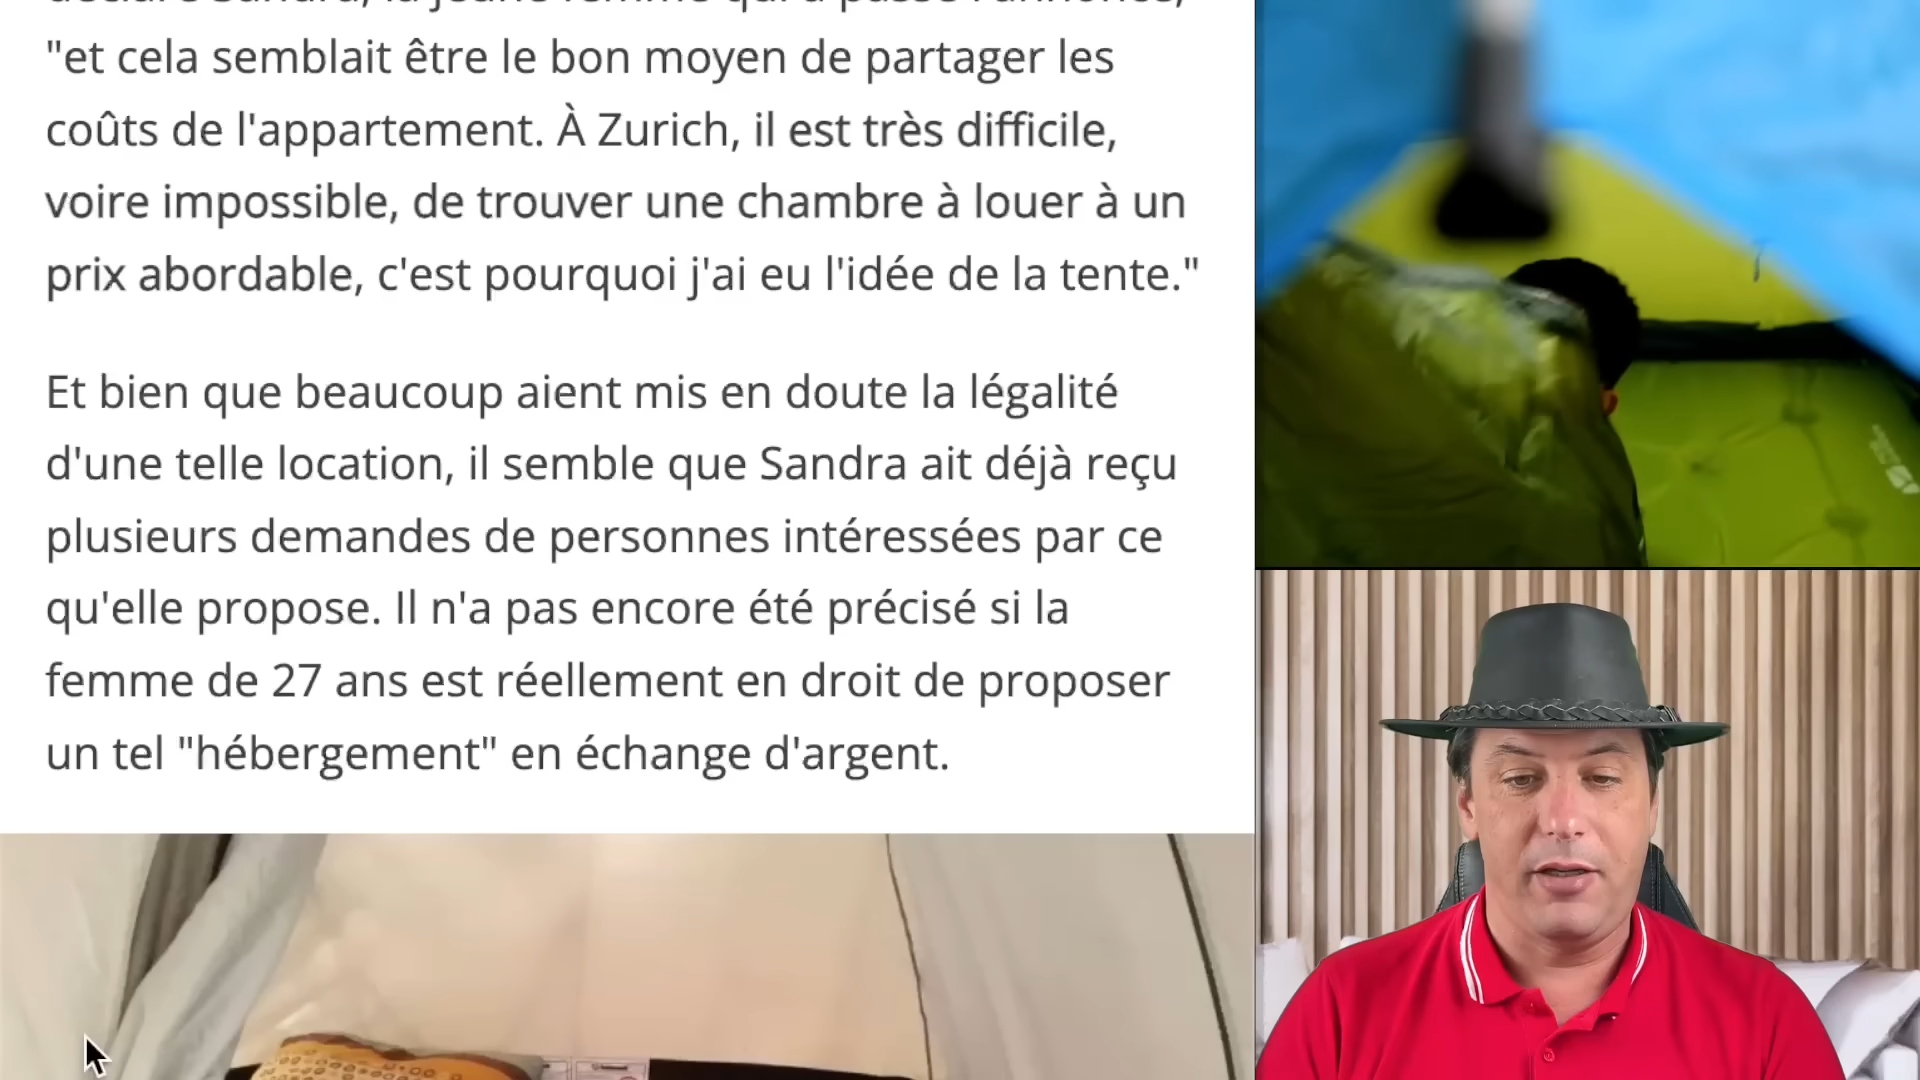 "et cela semblait être le bon moyen de partager les
coûts de l'appartement. À Zurich, il est très difficile,
voire impossible, de trouver une chambre à louer à un
prix abordable, c'est pourquoi j'ai eu l'idée de la tente."
Et bien que beaucoup aient mis en doute la légalité
d'une telle location, il semble que Sandra ait déjà reçu
plusieurs demandes de personnes intéressées par ce
qu'elle propose. Il n'a pas encore été précisé si la
femme de 27 ans est réellement en droit de proposer
un tel "hébergement" en échange d'argent.